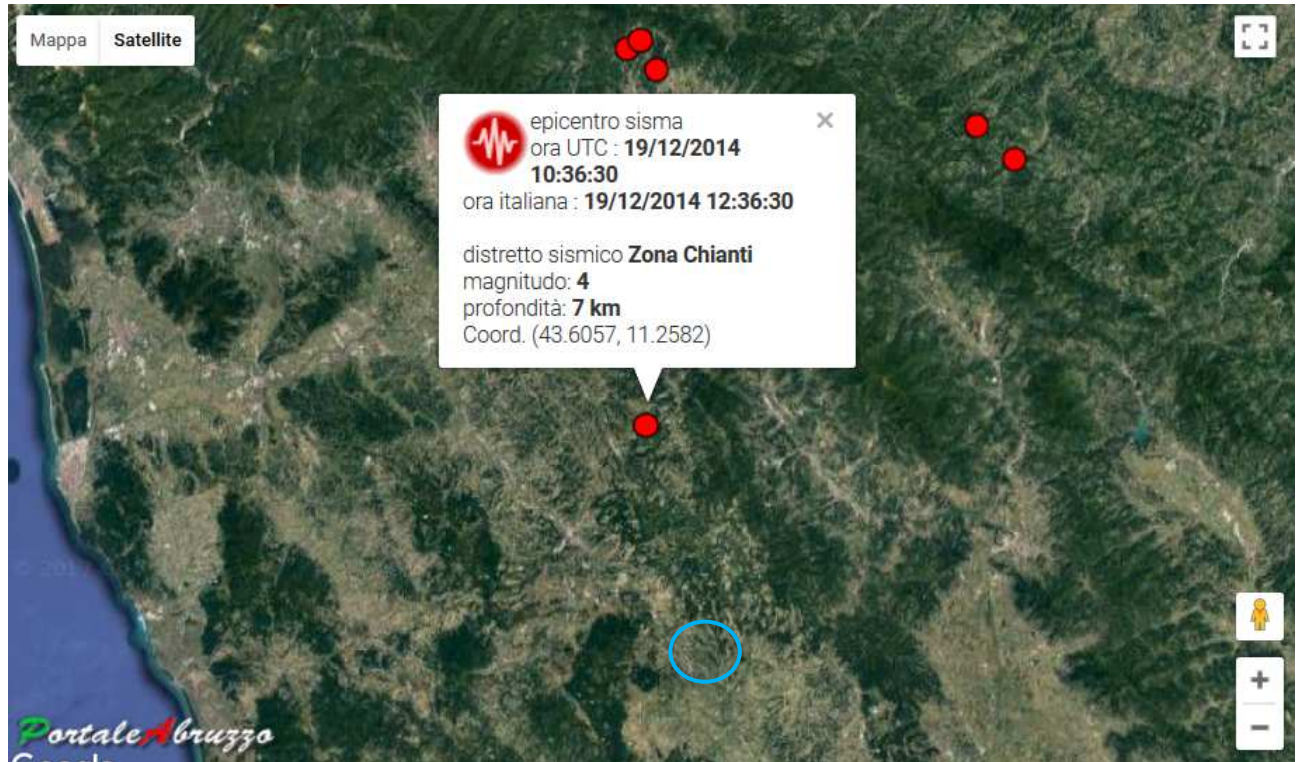 Mappa Satellite
epicentro sisma
ora UTC : 19/12/2014
10:36:30
ora italiana : 19/12/2014 12:36:30
distretto sismico Zona Chianti
magnitudo: 4
profondità: 7 km
Coord. (43.6057, 11.2582)
PortaleAbruzzo